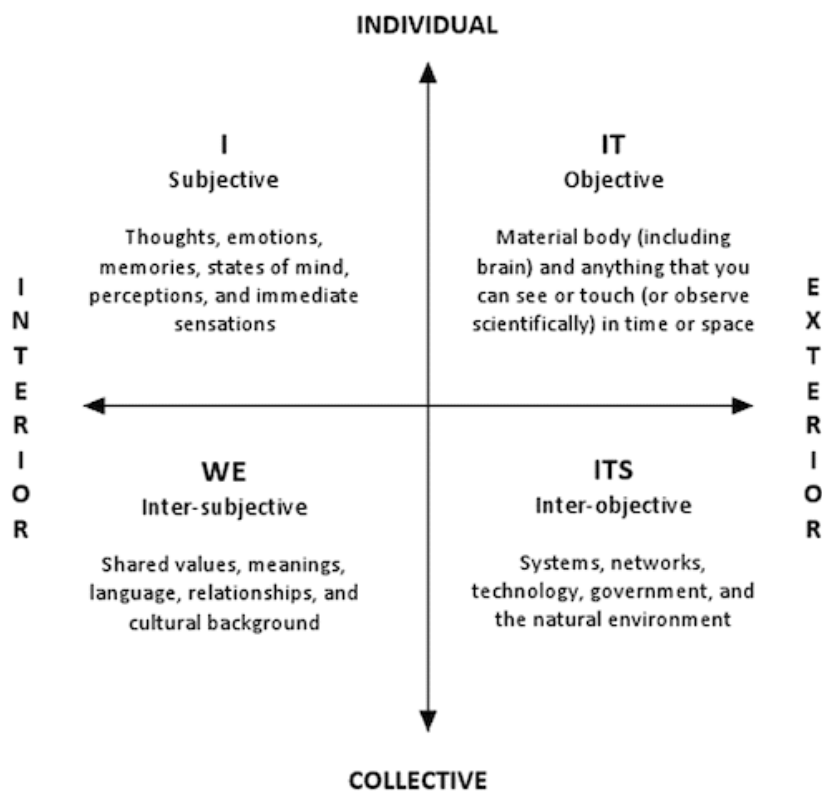 INDIVIDUAL
I
Subjective
Thoughts, emotions,
memories, states of mind,
perceptions, and immediate
sensations
IT
Objective
Material body (including
brain) and anything that you
can see or touch (or observe
scientifically) in time or space
INTERIOR
EXTERIOR
WE
Inter-subjective
Shared values, meanings,
language, relationships, and
cultural background
ITS
Inter-objective
Systems, networks,
technology, government, and
the natural environment
COLLECTIVE